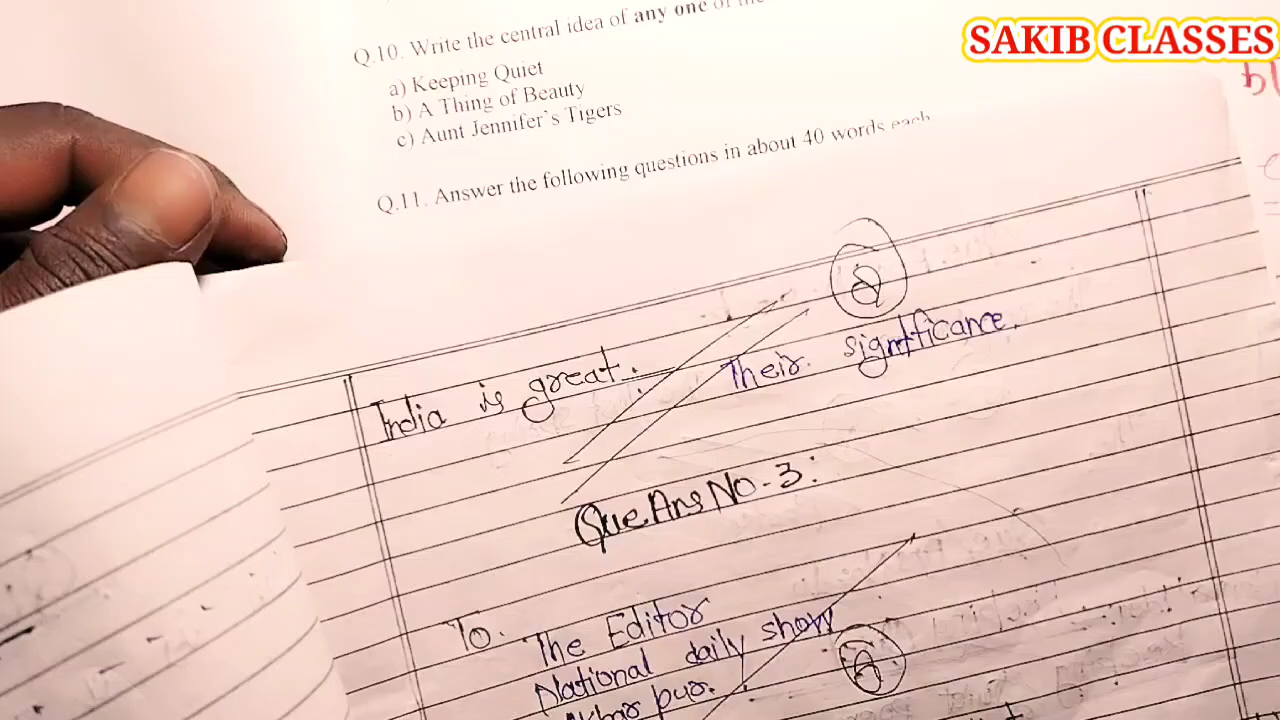 SAKIB CLASSES
Q.10. Write the central idea of any one of the
a) Keeping Quiet
b) A Thing of Beauty
c) Aunt Jennifer's Tigers
Q.11. Answer the following questions in about 40 words each
India is great. Their significance.
Que Ans No-3:
To.
The Editor
National daily show
Akbar pur.